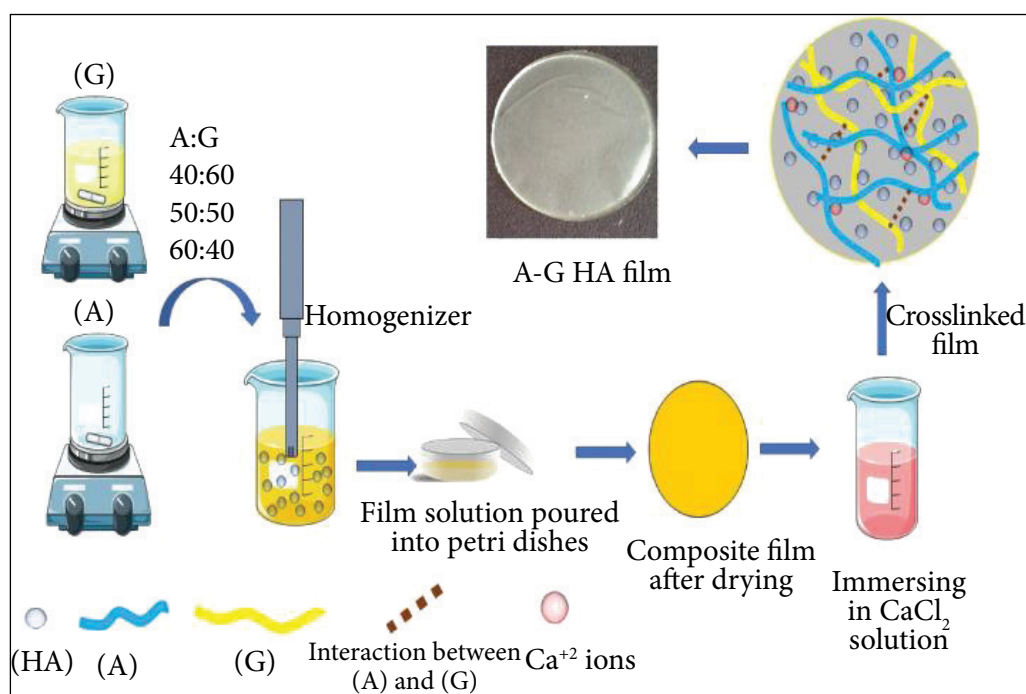 (G)
A:G
40:60
50:50
60:40
(A)
Homogenizer
A-G HA film
Crosslinked
film
Film solution poured
into petri dishes
Composite film
after drying
Immersing
in CaCl₂
solution
(HA)
(A)
(G)
Interaction between
(A) and (G)
Ca⁺² ions